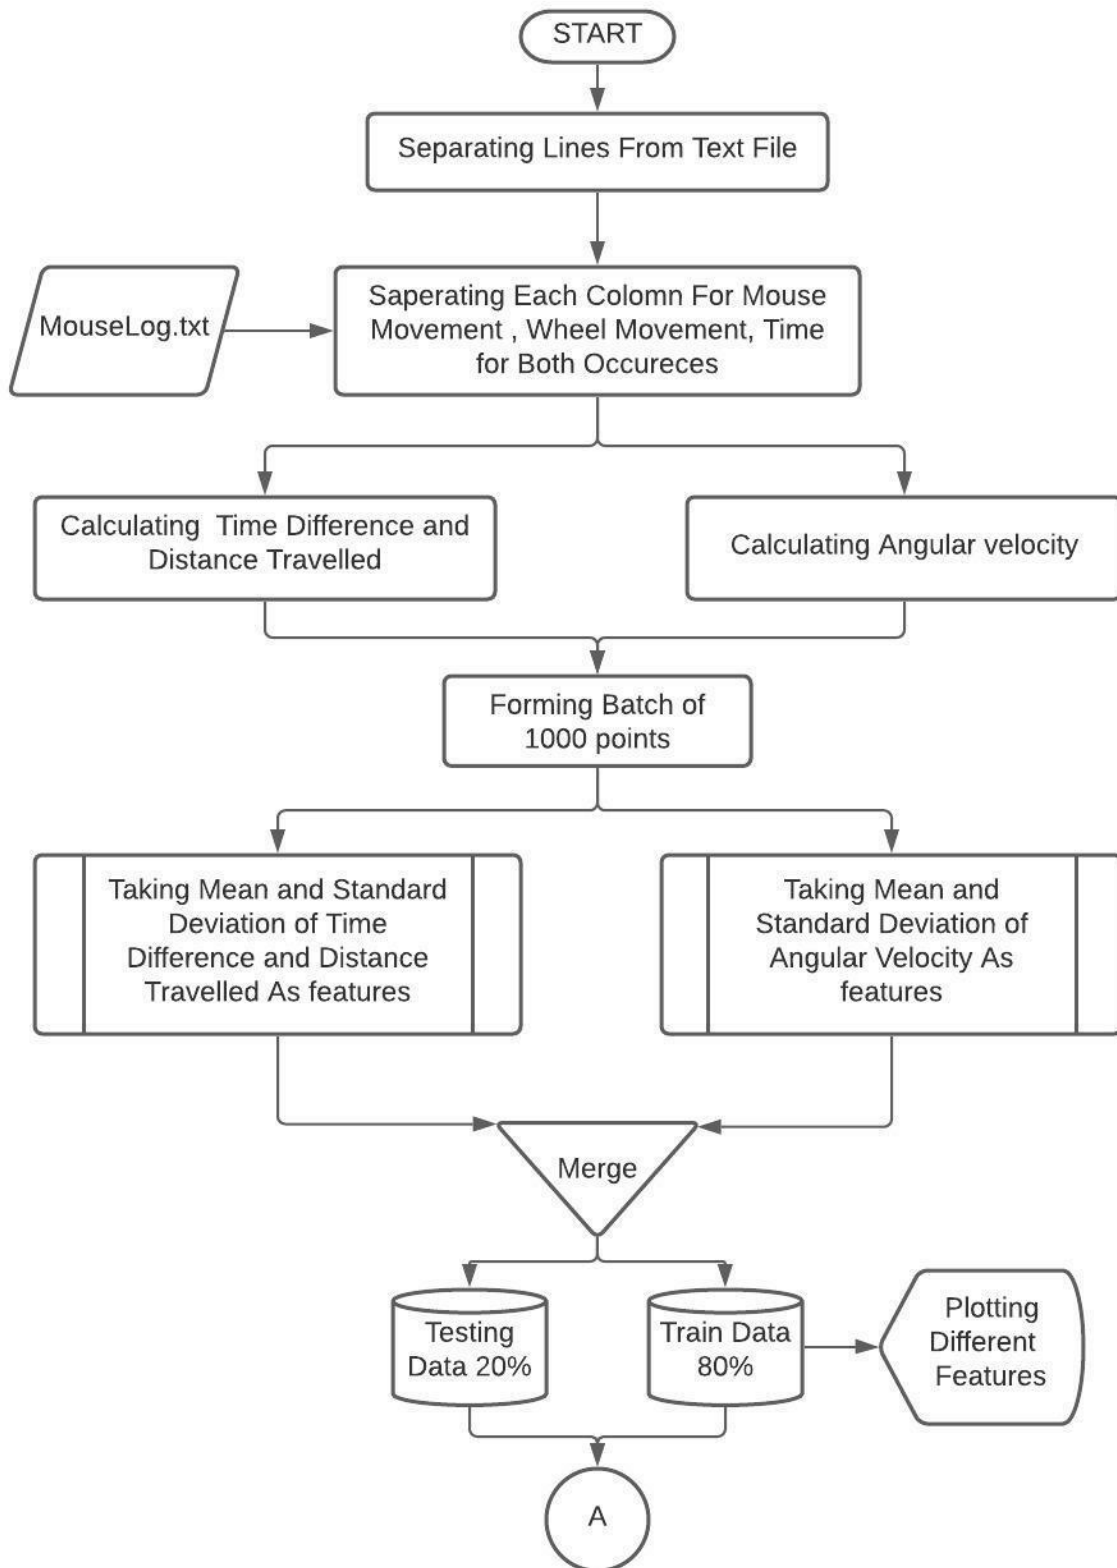 START
Separating Lines From Text File
MouseLog.txt
Saperating Each Colomn For Mouse
Movement , Wheel Movement, Time
for Both Occureces
Calculating  Time Difference and
Distance Travelled
Calculating Angular velocity
Forming Batch of
1000 points
Taking Mean and Standard
Deviation of Time
Difference and Distance
Travelled As features
Taking Mean and
Standard Deviation of
Angular Velocity As
features
Merge
Testing
Data 20%
Train Data
80%
Plotting
Different
Features
A